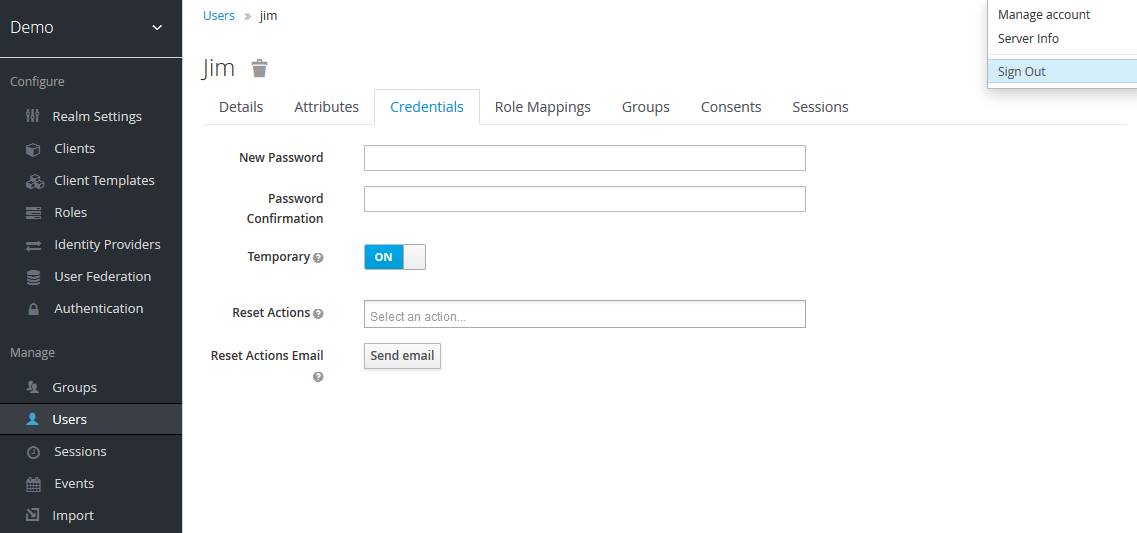 Demo
Configure
Realm Settings
Clients
Client Templates
Roles
Identity Providers
User Federation
Authentication
Manage
Groups
Users
Sessions
Events
Import
Users » jim
Manage account
Server Info
Sign Out
Jim
Details Attributes Credentials Role Mappings Groups Consents Sessions
New Password
Password
Confirmation
Temporary ON
Reset Actions Select an action...
Reset Actions Email Send email